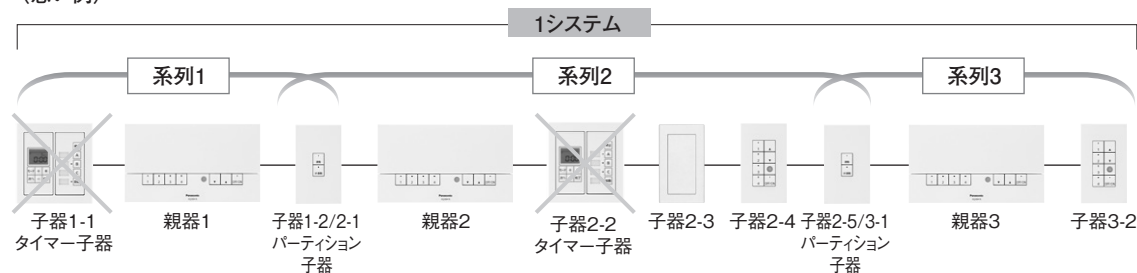 1システム
系列1
系列2
系列3
子器1-1
タイマー子器
親器1
子器1-2/2-1
パーティション
子器
親器2
子器2-2
タイマー子器
子器2-3
子器2-4
子器2-5/3-1
パーティション
子器
親器3
子器3-2